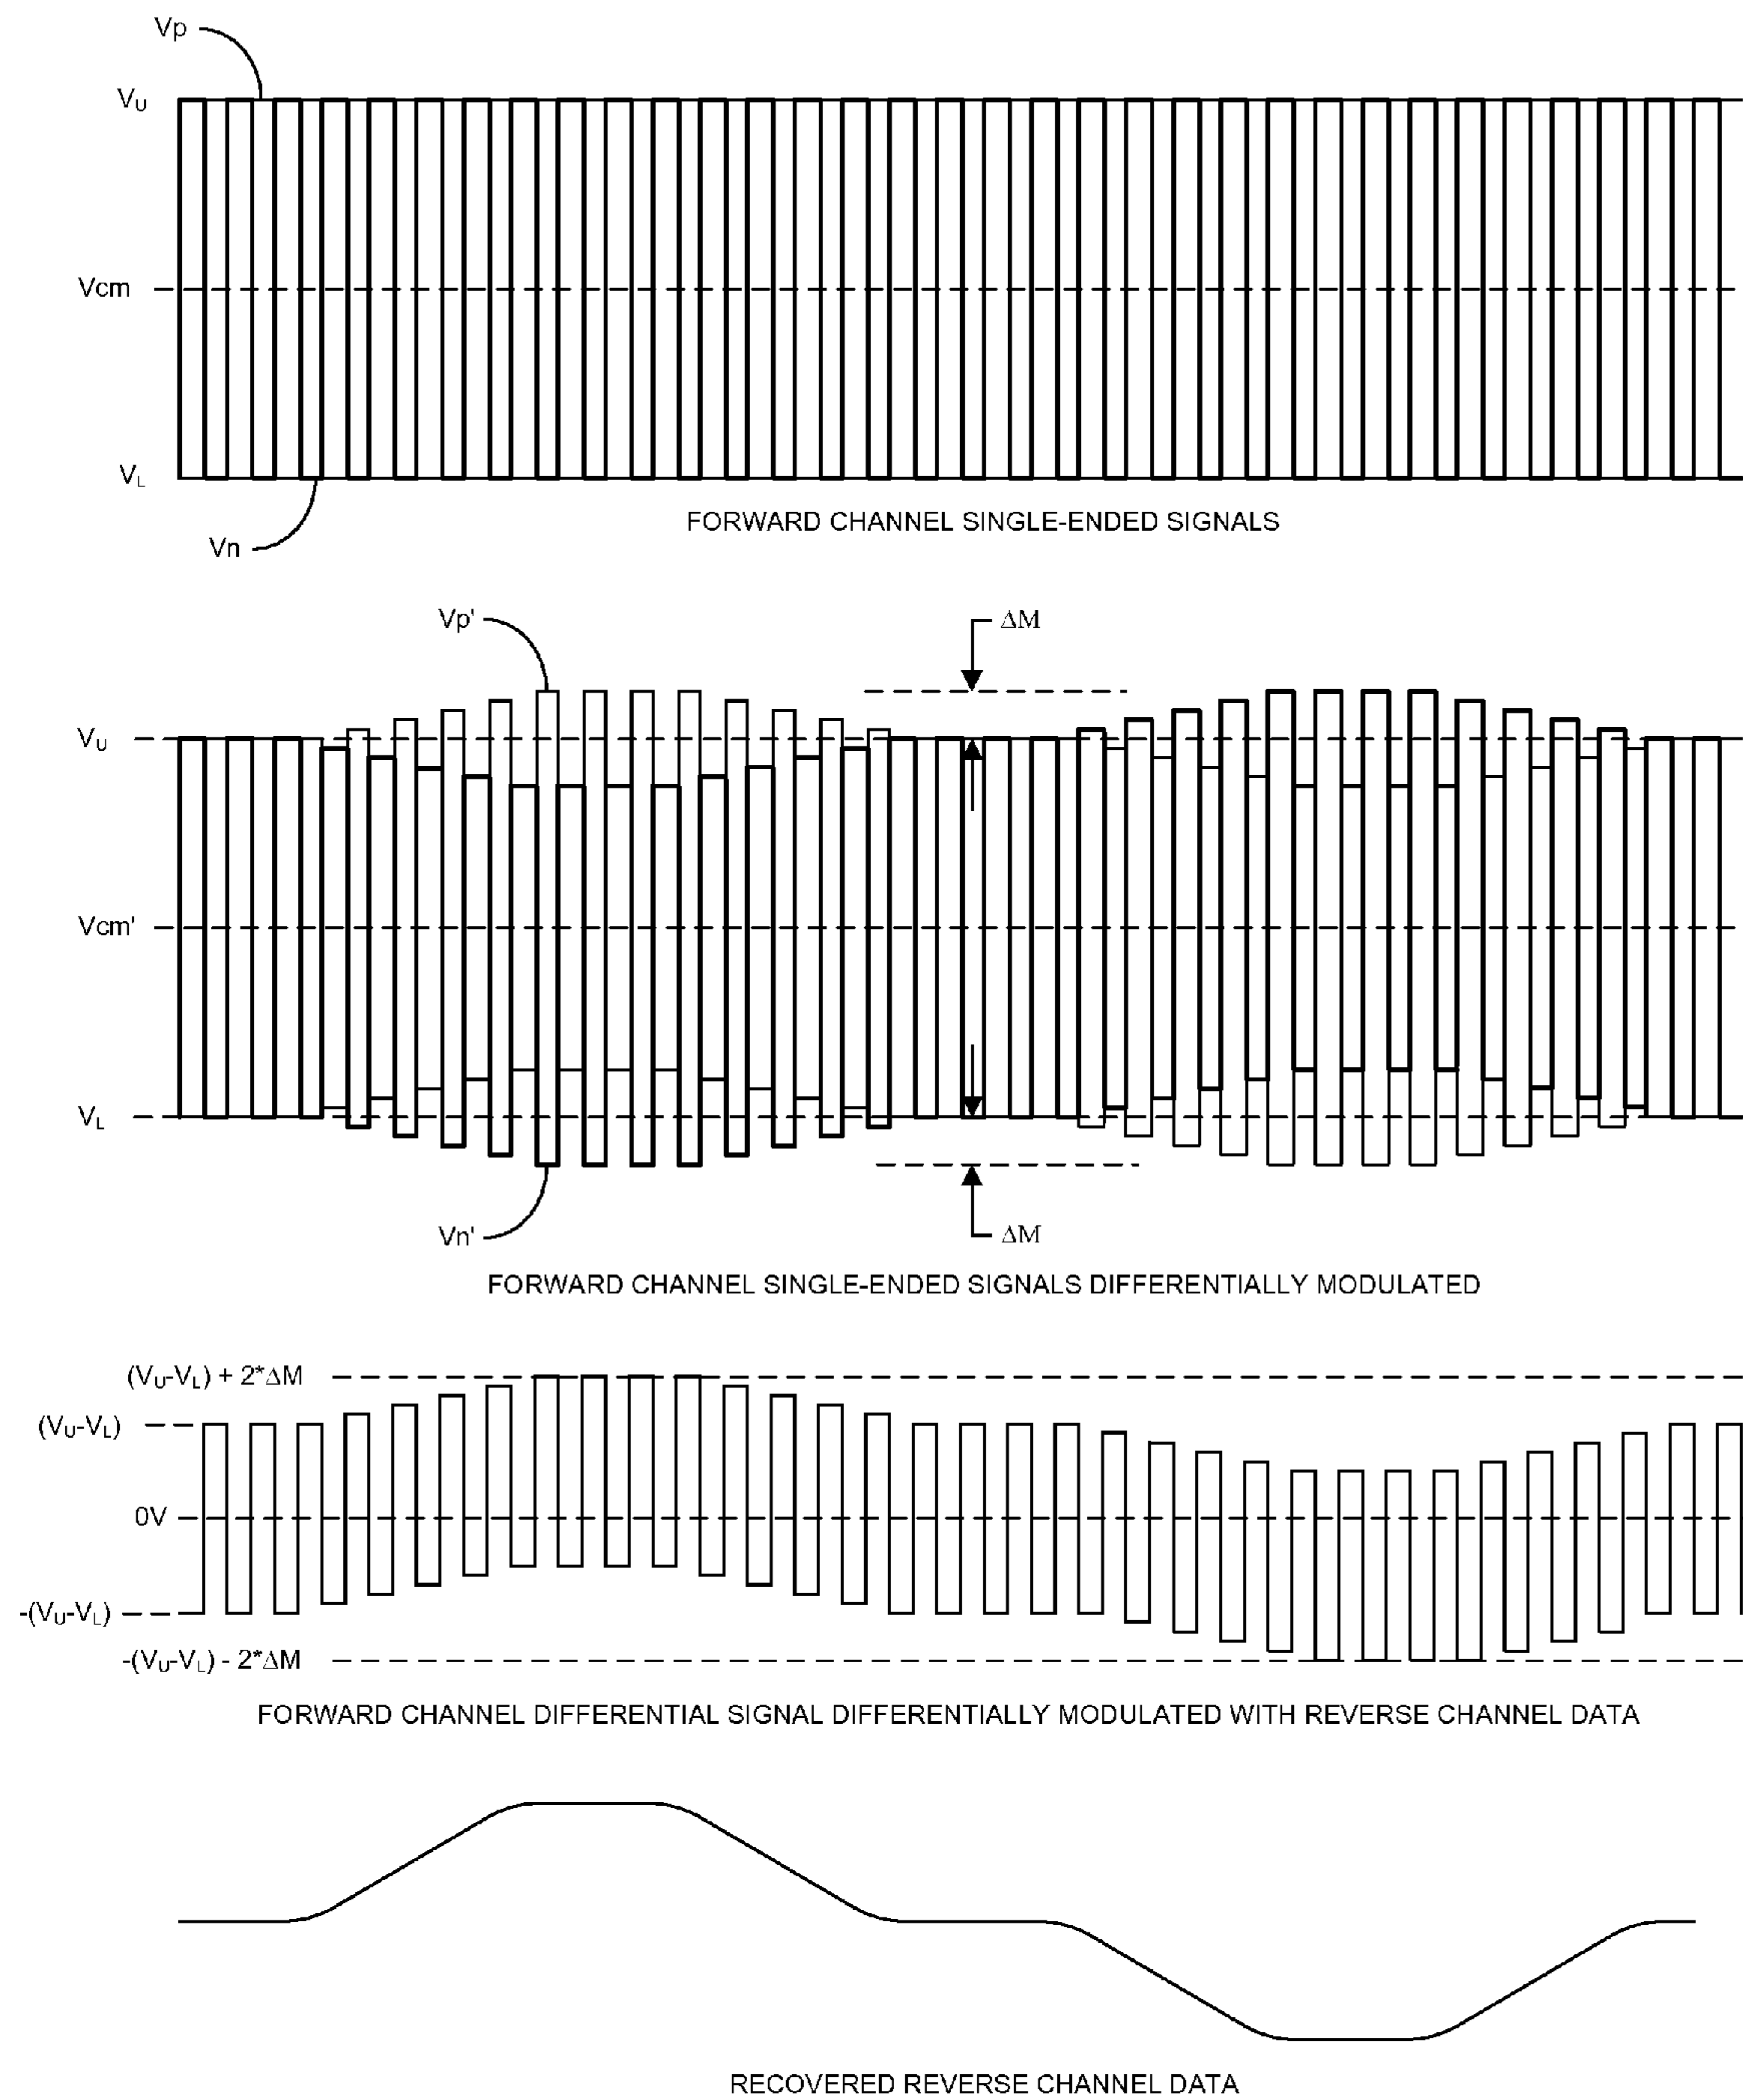 Vp
VU
Vcm
VL
Vn
FORWARD CHANNEL SINGLE-ENDED SIGNALS
Vp'
ΔM
VU
Vcm'
VL
Vn'
ΔM
FORWARD CHANNEL SINGLE-ENDED SIGNALS DIFFERENTIALLY MODULATED
(VU-VL) + 2*ΔM
(VU-VL)
0V
-(VU-VL)
-(VU-VL) - 2*ΔM
FORWARD CHANNEL DIFFERENTIAL SIGNAL DIFFERENTIALLY MODULATED WITH REVERSE CHANNEL DATA
RECOVERED REVERSE CHANNEL DATA